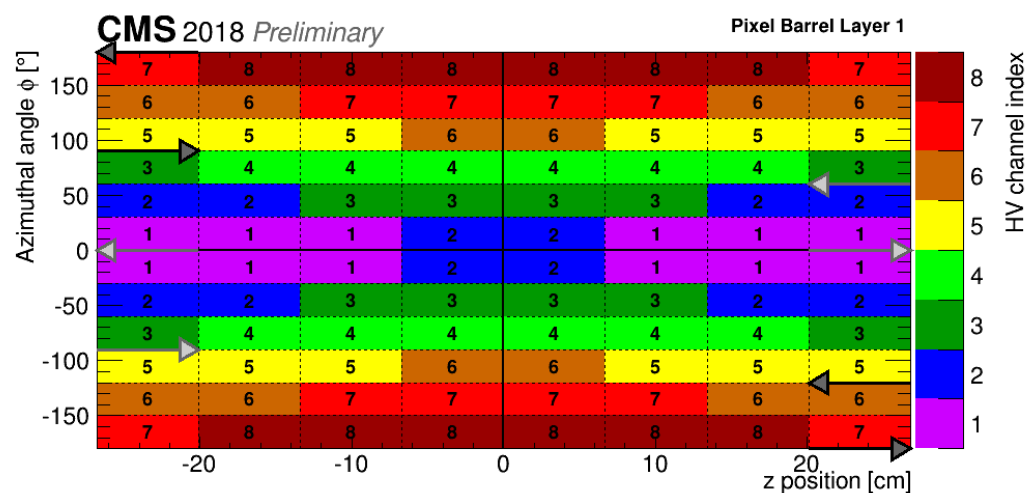 CMS 2018 Preliminary
Pixel Barrel Layer 1
Azimuthal angle ϕ [°]
150
100
50
0
-50
-100
-150
7 8 8 8 8 8 8 7
6 6 7 7 7 7 6 6
5 5 5 6 6 5 5 5
3 4 4 4 4 4 4 3
2 2 3 3 3 3 2 2
1 1 1 2 2 1 1 1
1 1 1 2 2 1 1 1
2 2 3 3 3 3 2 2
3 4 4 4 4 4 4 3
5 5 5 6 6 5 5 5
6 6 7 7 7 7 6 6
7 8 8 8 8 8 8 7
-20 -10 0 10 20
z position [cm]
8
7
6
5
4
3
2
1
HV channel index